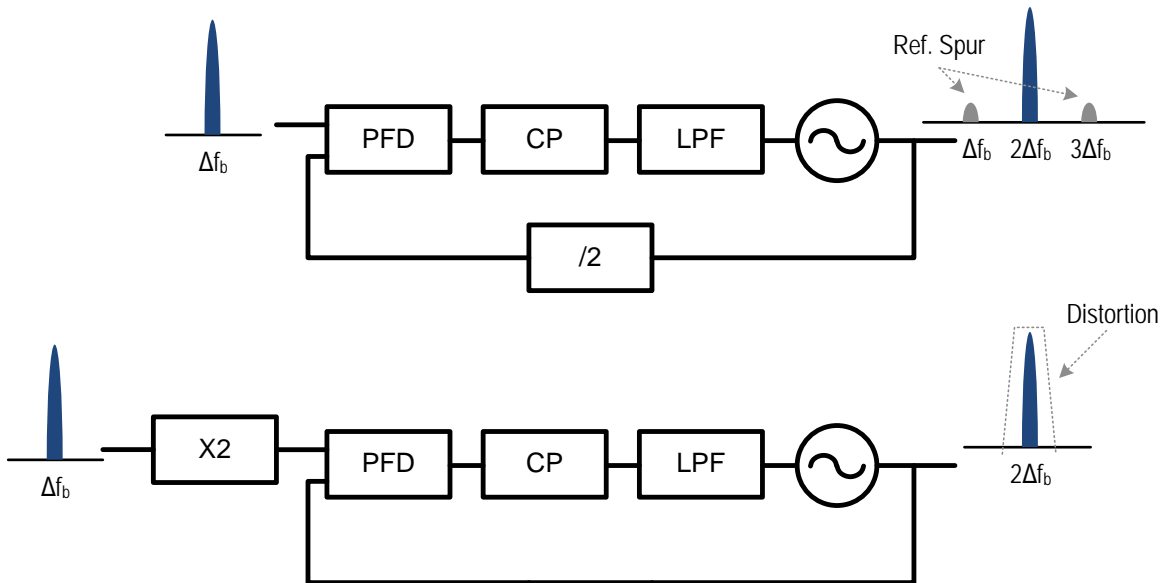 Ref. Spur
PFD
CP
LPF
Δfb
Δfb 2Δfb 3Δfb
/2
Distortion
X2
PFD
CP
LPF
Δfb
2Δfb